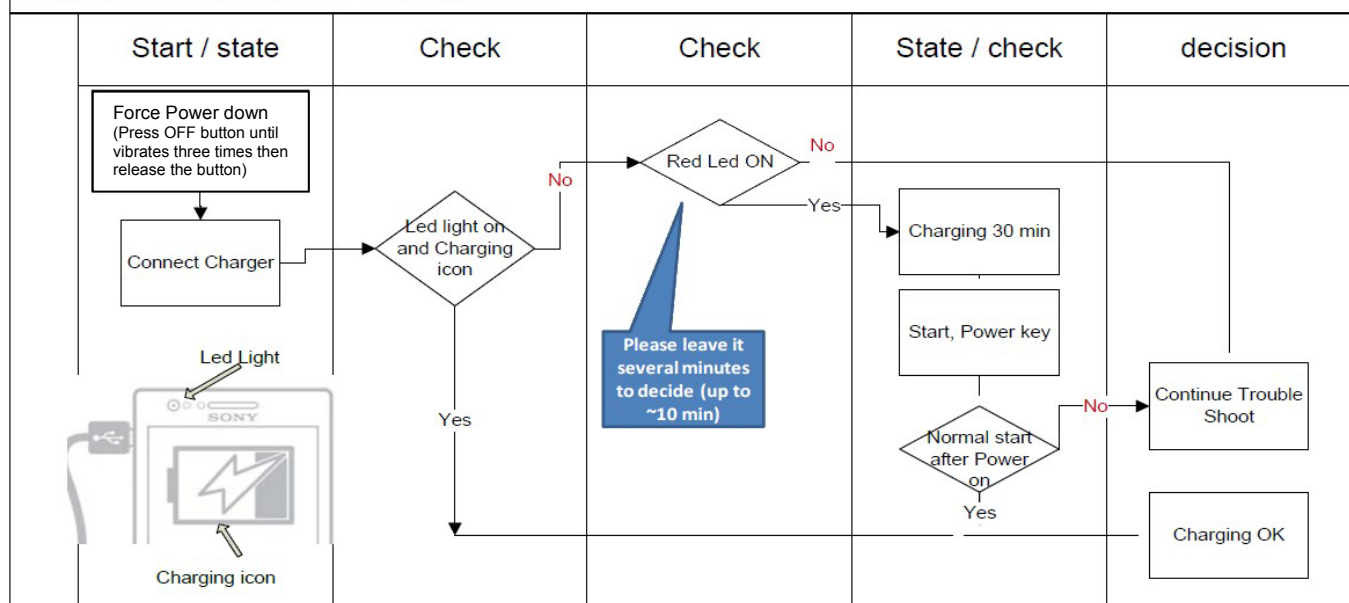 Start / state
Check
Check
State / check
decision
Force Power down
(Press OFF button until
vibrates three times then
release the button)
Connect Charger
Led light on
and Charging
icon
No
Yes
Red Led ON
No
Yes
Please leave it
several minutes
to decide (up to
~10 min)
Charging 30 min
Start, Power key
Normal start
after Power
on
No
Yes
Continue Trouble
Shoot
Charging OK
Led Light
SONY
Charging icon